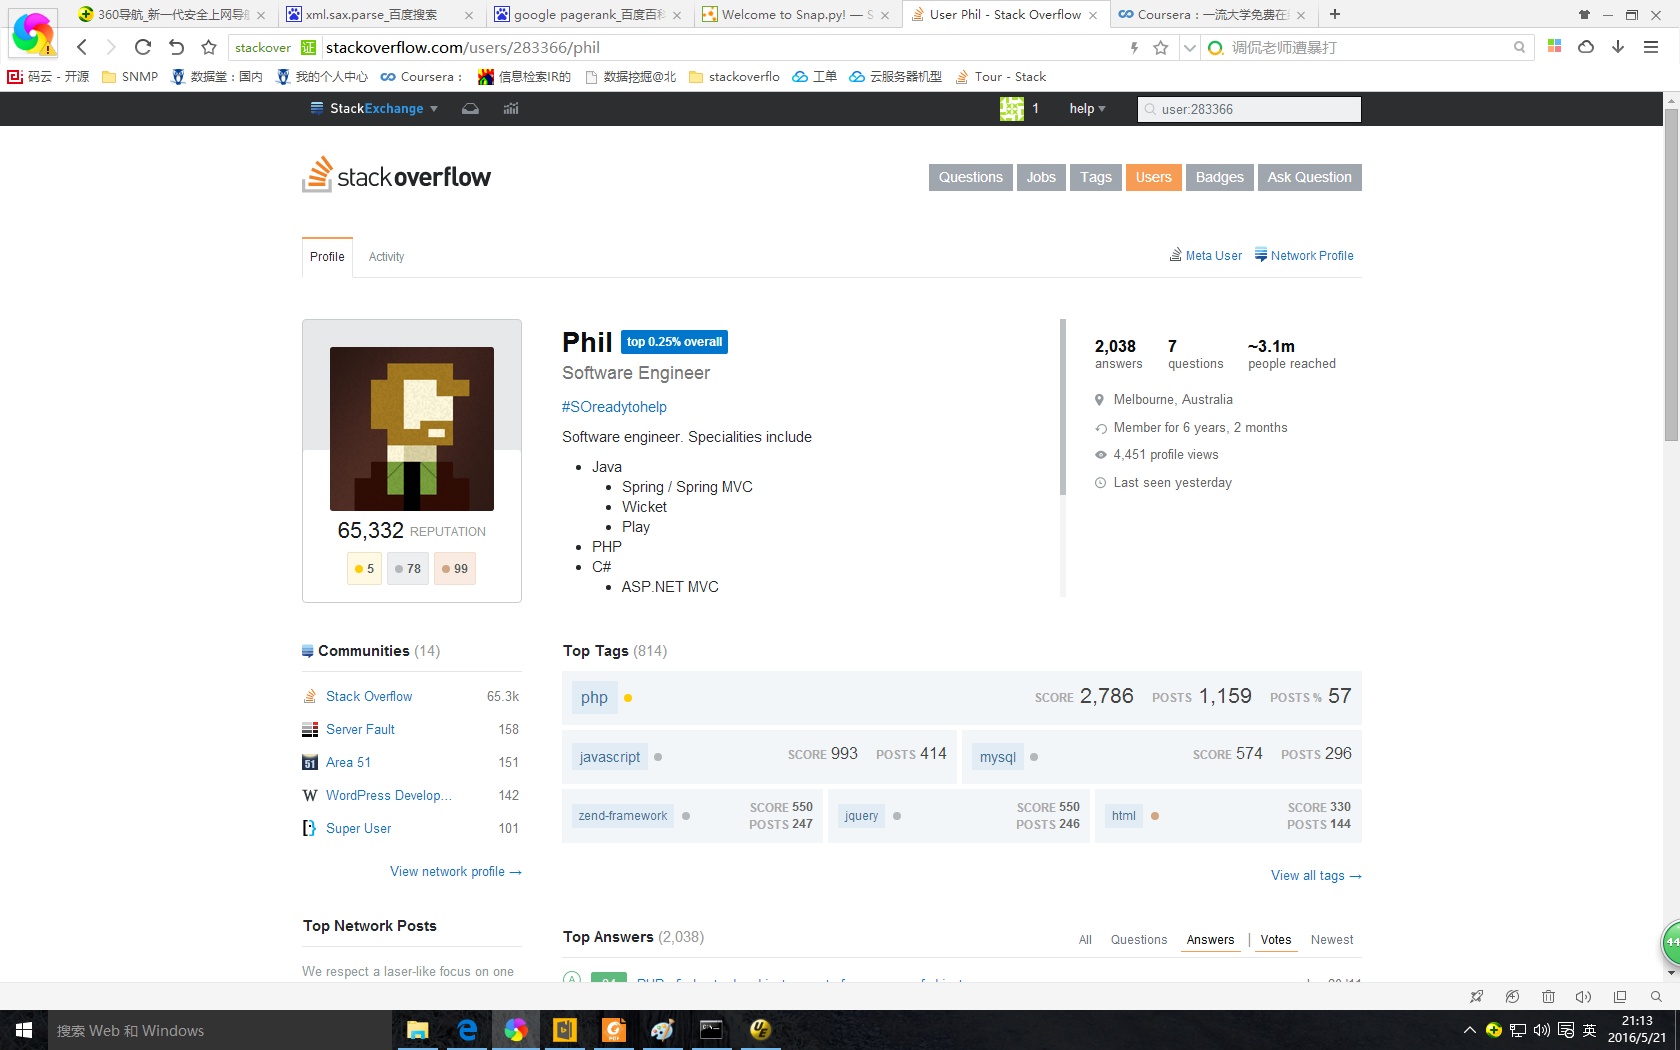 360导航_新一代安全上网导航
xml.sax.parse_百度搜索
google pagerank_百度百科
Welcome to Snap.py! — S
User Phil - Stack Overflow
Coursera：一流大学免费在线
stackover 证 stackoverflow.com/users/283366/phil
调侃老师遭暴打
码云 - 开源 SNMP 数据堂：国内 我的个人中心 Coursera： 信息检索IR的 数据挖掘@北 stackoverflo 工单 云服务器机型 Tour - Stack
StackExchange 1 help user:283366
stackoverflow
Questions Jobs Tags Users Badges Ask Question
Profile Activity Meta User Network Profile
Phil top 0.25% overall
Software Engineer
#SOreadytohelp
Software engineer. Specialities include
Java
Spring / Spring MVC
Wicket
Play
PHP
C#
ASP.NET MVC
65,332 REPUTATION
5 78 99
2,038 answers
7 questions
~3.1m people reached
Melbourne, Australia
Member for 6 years, 2 months
4,451 profile views
Last seen yesterday
Communities (14)
Stack Overflow 65.3k
Server Fault 158
51 Area 51 151
WordPress Develop... 142
Super User 101
View network profile →
Top Network Posts
We respect a laser-like focus on one
Top Tags (814)
php SCORE 2,786 POSTS 1,159 POSTS % 57
javascript SCORE 993 POSTS 414
mysql SCORE 574 POSTS 296
zend-framework SCORE 550 POSTS 247
jquery SCORE 550 POSTS 246
html SCORE 330 POSTS 144
View all tags →
Top Answers (2,038)
All Questions Answers | Votes Newest
44
搜索 Web 和 Windows
英
21:13
2016/5/21